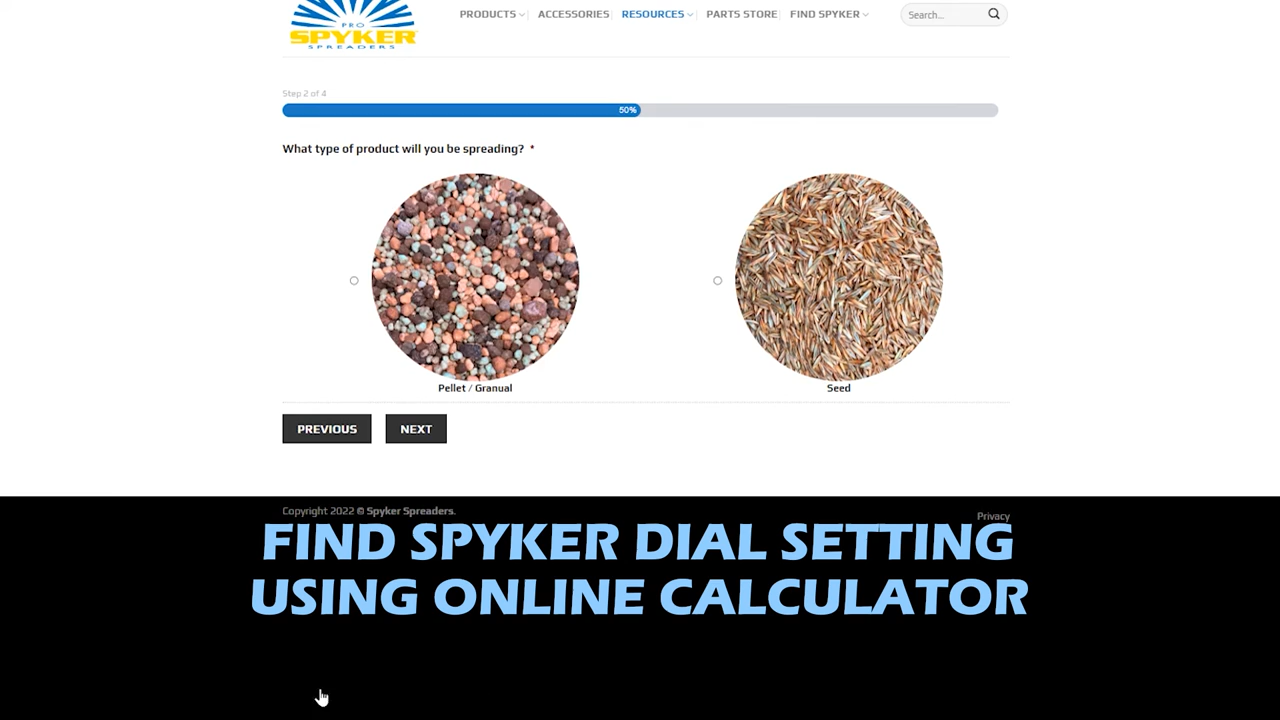 PRO
SPYKER
SPREADERS
PRODUCTS
ACCESSORIES
RESOURCES
PARTS STORE
FIND SPYKER
Search...
Step 2 of 4
50%
What type of product will you be spreading? *
Pellet / Granual
Seed
PREVIOUS
NEXT
Copyright 2022 © Spyker Spreaders.
Privacy
FIND SPYKER DIAL SETTING
USING ONLINE CALCULATOR